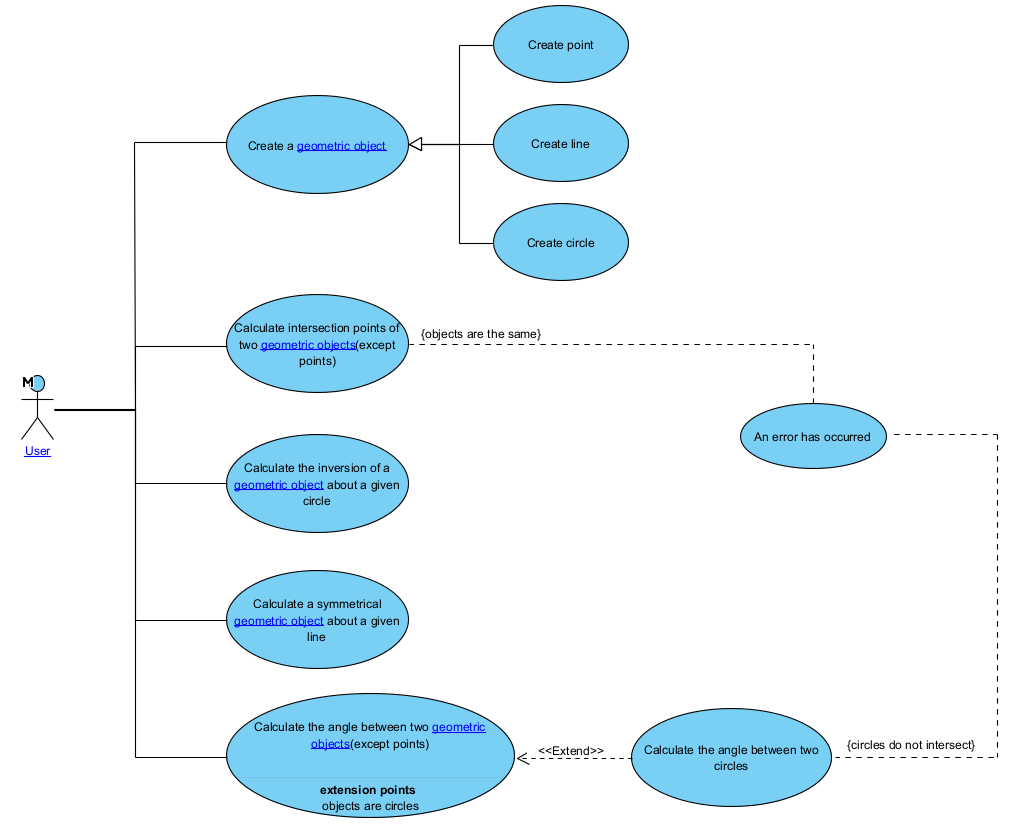 Create point
Create a geometric object
Create line
Create circle
Calculate intersection points of
two geometric objects(except
points)
{objects are the same}
M
User
An error has occurred
Calculate the inversion of a
geometric object about a given
circle
Calculate a symmetrical
geometric object about a given
line
Calculate the angle between two geometric
objects(except points)
extension points
objects are circles
<<Extend>>
Calculate the angle between two
circles
{circles do not intersect}